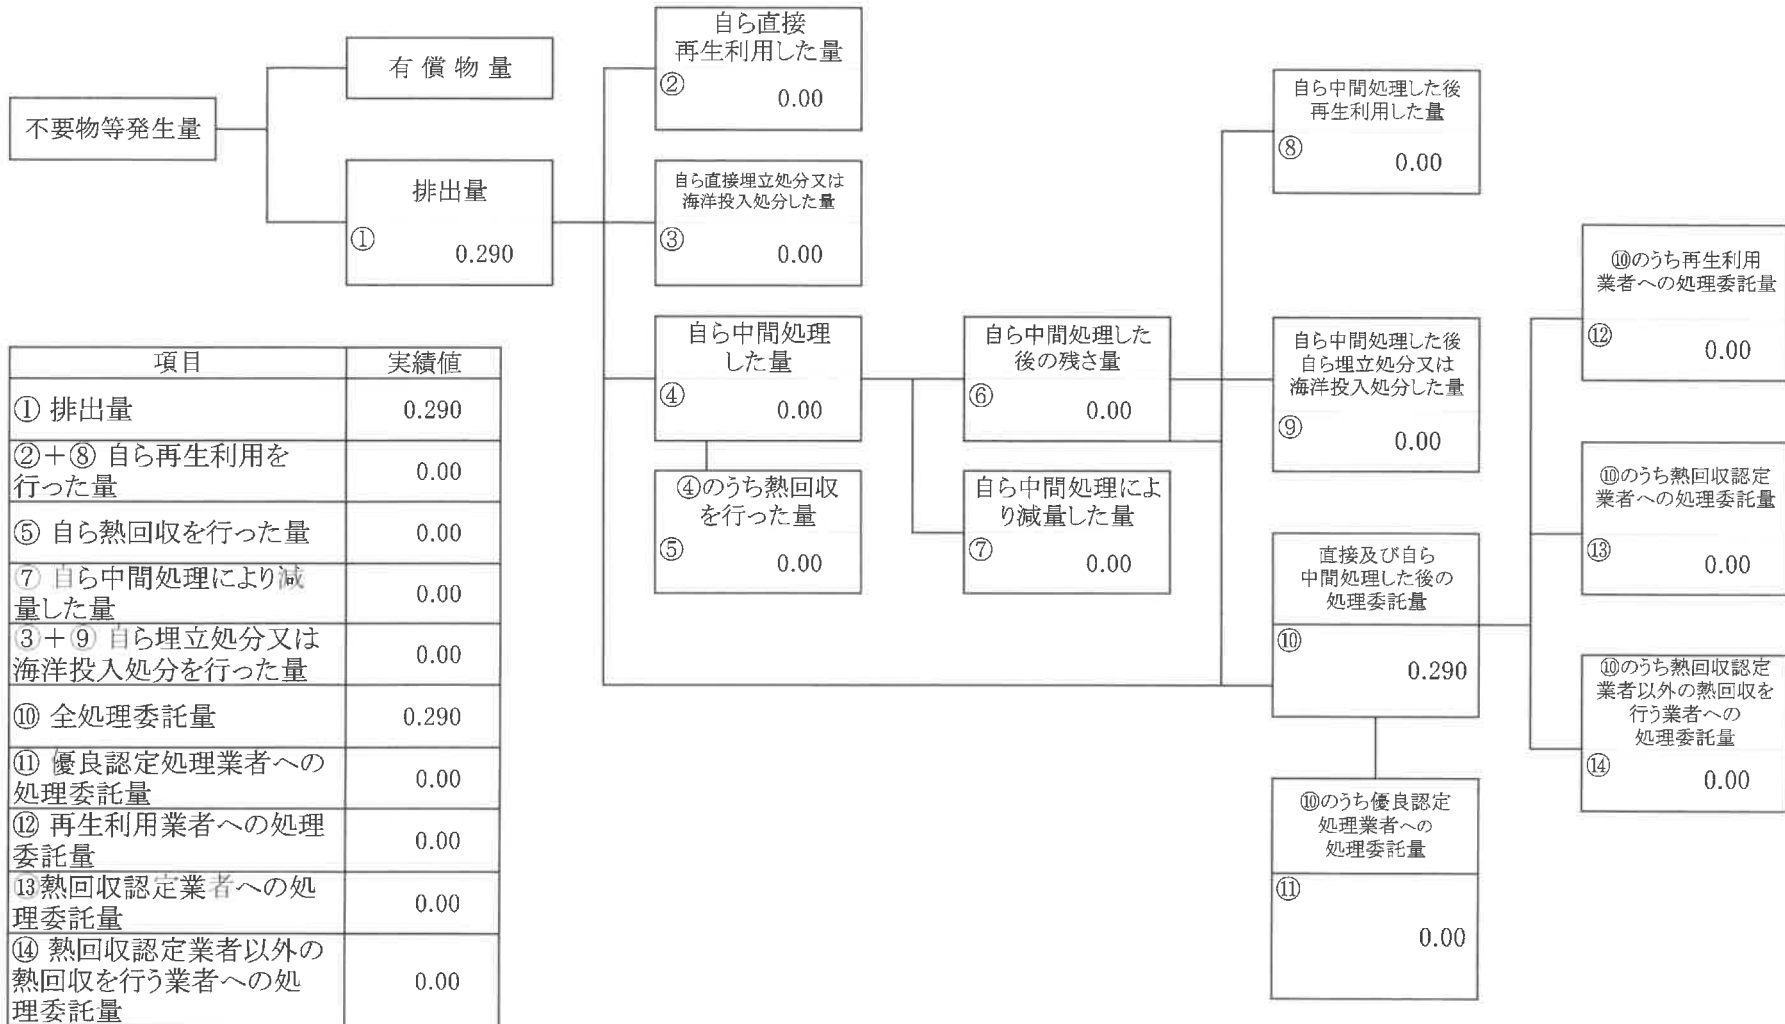 不要物等発生量
有償物量
排出量
①
0.290
自ら直接
再生利用した量
②
0.00
自ら直接埋立処分又は
海洋投入処分した量
③
0.00
自ら中間処理
した量
④
0.00
④のうち熱回収
を行った量
⑤
0.00
自ら中間処理した
後の残さ量
⑥
0.00
自ら中間処理によ
り減量した量
⑦
0.00
自ら中間処理した後
再生利用した量
⑧
0.00
自ら中間処理した後
自ら埋立処分又は
海洋投入処分した量
⑨
0.00
直接及び自ら
中間処理した後の
処理委託量
⑩
0.290
⑩のうち優良認定
処理業者への
処理委託量
⑪
0.00
⑩のうち再生利用
業者への処理委託量
⑫
0.00
⑩のうち熱回収認定
業者への処理委託量
⑬
0.00
⑩のうち熱回収認定
業者以外の熱回収を
行う業者への
処理委託量
⑭
0.00
項目 実績値
① 排出量 0.290
②+⑧ 自ら再生利用を
行った量 0.00
⑤ 自ら熱回収を行った量 0.00
⑦ 自ら中間処理により減
量した量 0.00
③+⑨ 自ら埋立処分又は
海洋投入処分を行った量 0.00
⑩ 全処理委託量 0.290
⑪ 優良認定処理業者への
処理委託量 0.00
⑫ 再生利用業者への処理
委託量 0.00
⑬熱回収認定業者への処
理委託量 0.00
⑭ 熱回収認定業者以外の
熱回収を行う業者への処
理委託量 0.00